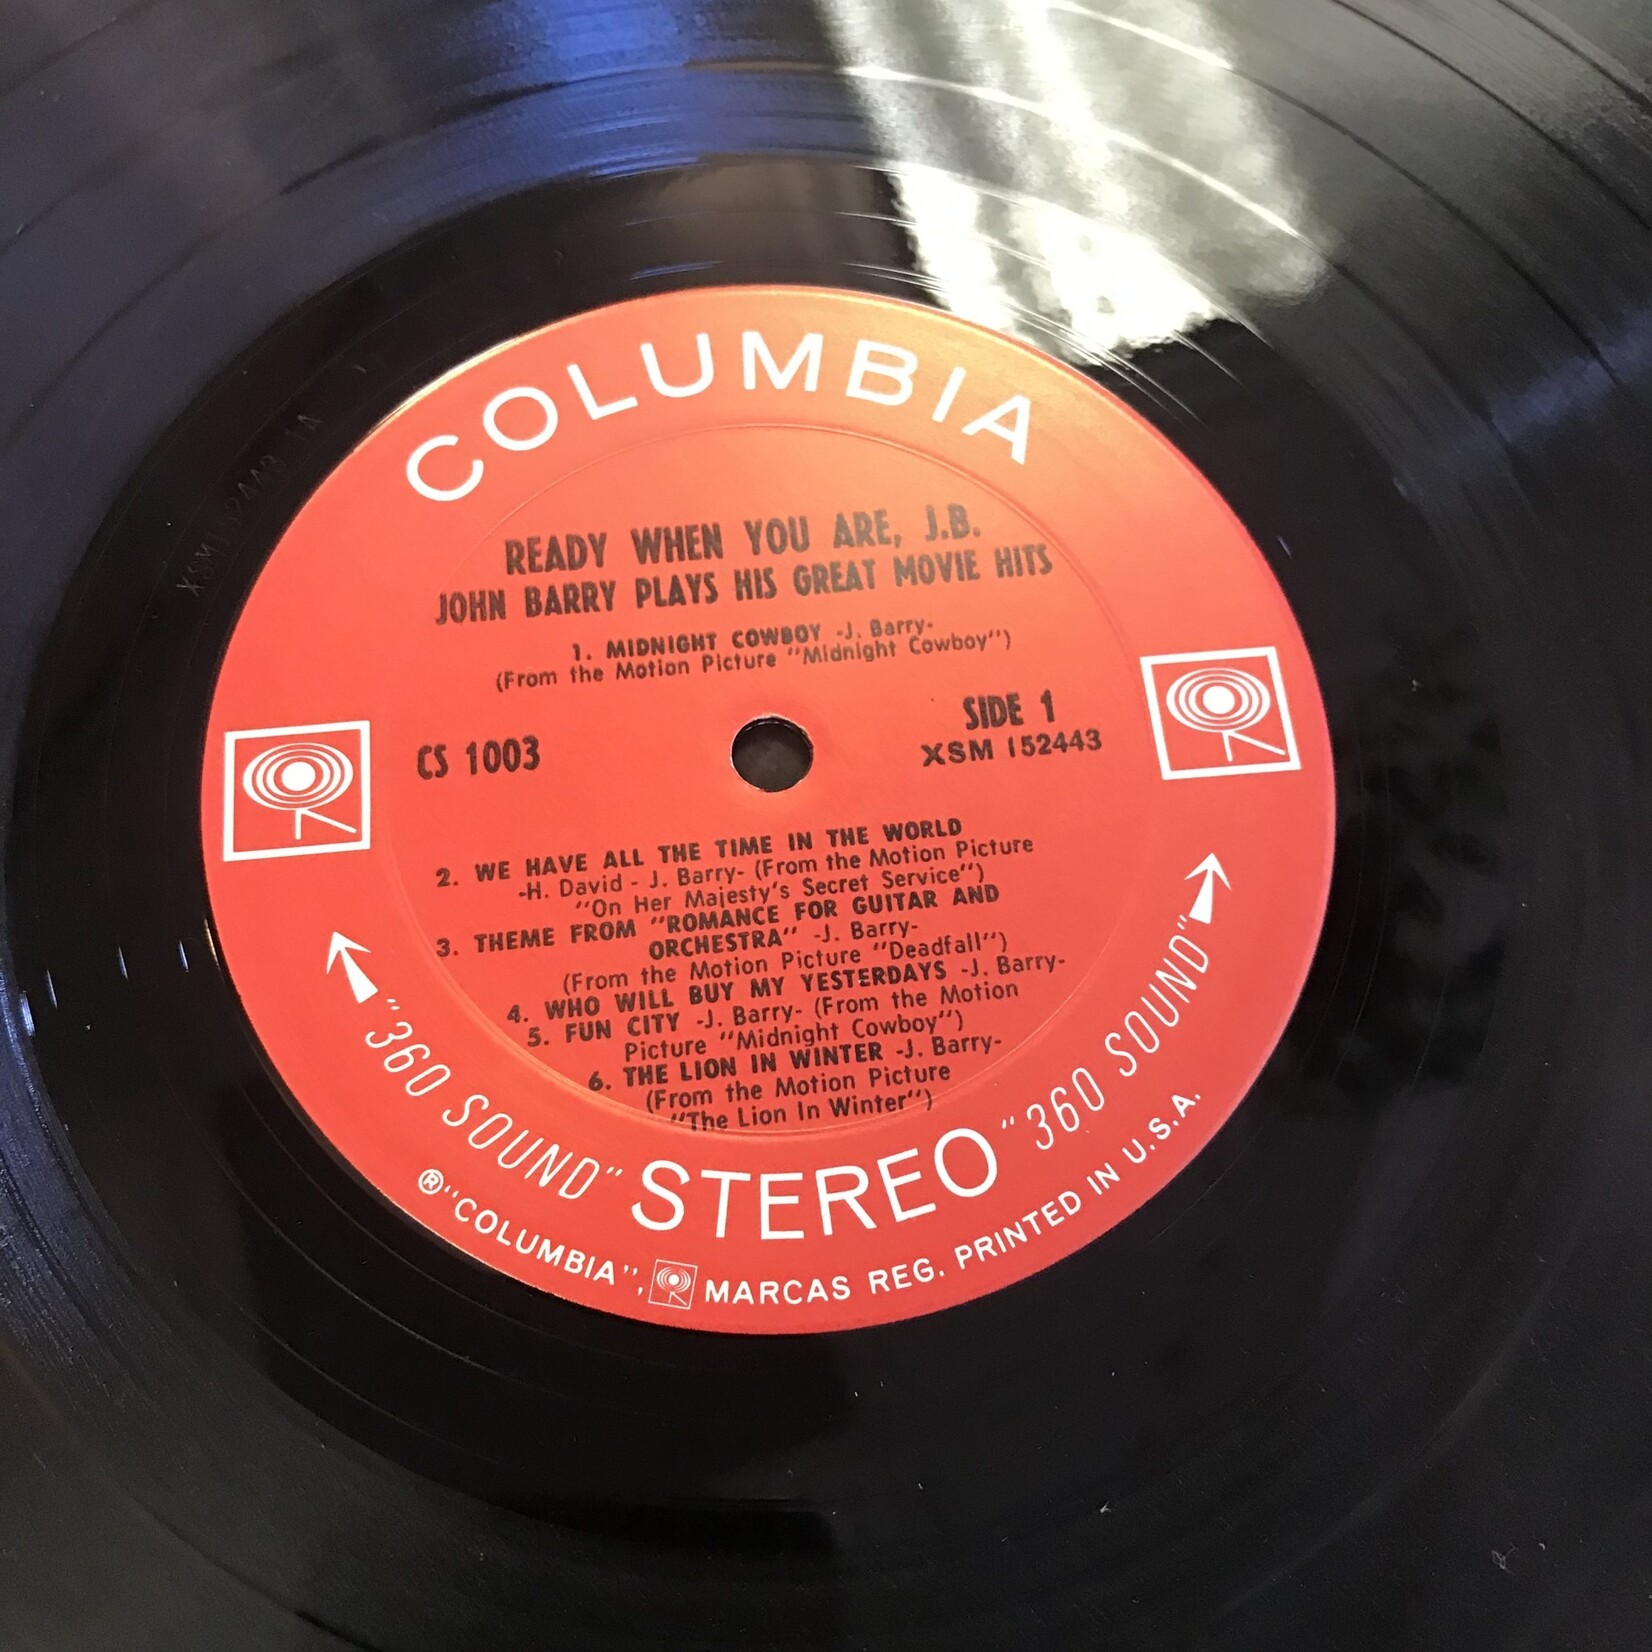 COLUMBIA
READY WHEN YOU ARE, J.B.
JOHN BARRY PLAYS HIS GREAT MOVIE HITS
1. MIDNIGHT COWBOY -J. Barry-
(From the Motion Picture "Midnight Cowboy")
CS 1003
SIDE 1
XSM 152443
2. WE HAVE ALL THE TIME IN THE WORLD
-H. David - J. Barry- (From the Motion Picture
"On Her Majesty's Secret Service")
3. THEME FROM "ROMANCE FOR GUITAR AND
ORCHESTRA" -J. Barry-
(From the Motion Picture "Deadfall")
4. WHO WILL BUY MY YESTERDAYS -J. Barry-
5. FUN CITY -J. Barry- (From the Motion
Picture "Midnight Cowboy")
6. THE LION IN WINTER -J. Barry-
(From the Motion Picture
"The Lion In Winter")
"360 SOUND" STEREO "360 SOUND"
® "COLUMBIA", MARCAS REG. PRINTED IN U.S.A.
XSM152443 1A